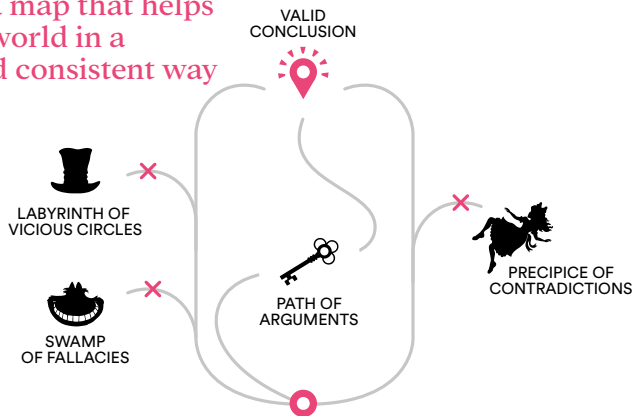 map that helps
world in a
consistent way
VALID
CONCLUSION
LABYRINTH OF
VICIOUS CIRCLES
SWAMP
OF FALLACIES
PATH OF
ARGUMENTS
PRECIPICE OF
CONTRADICTIONS